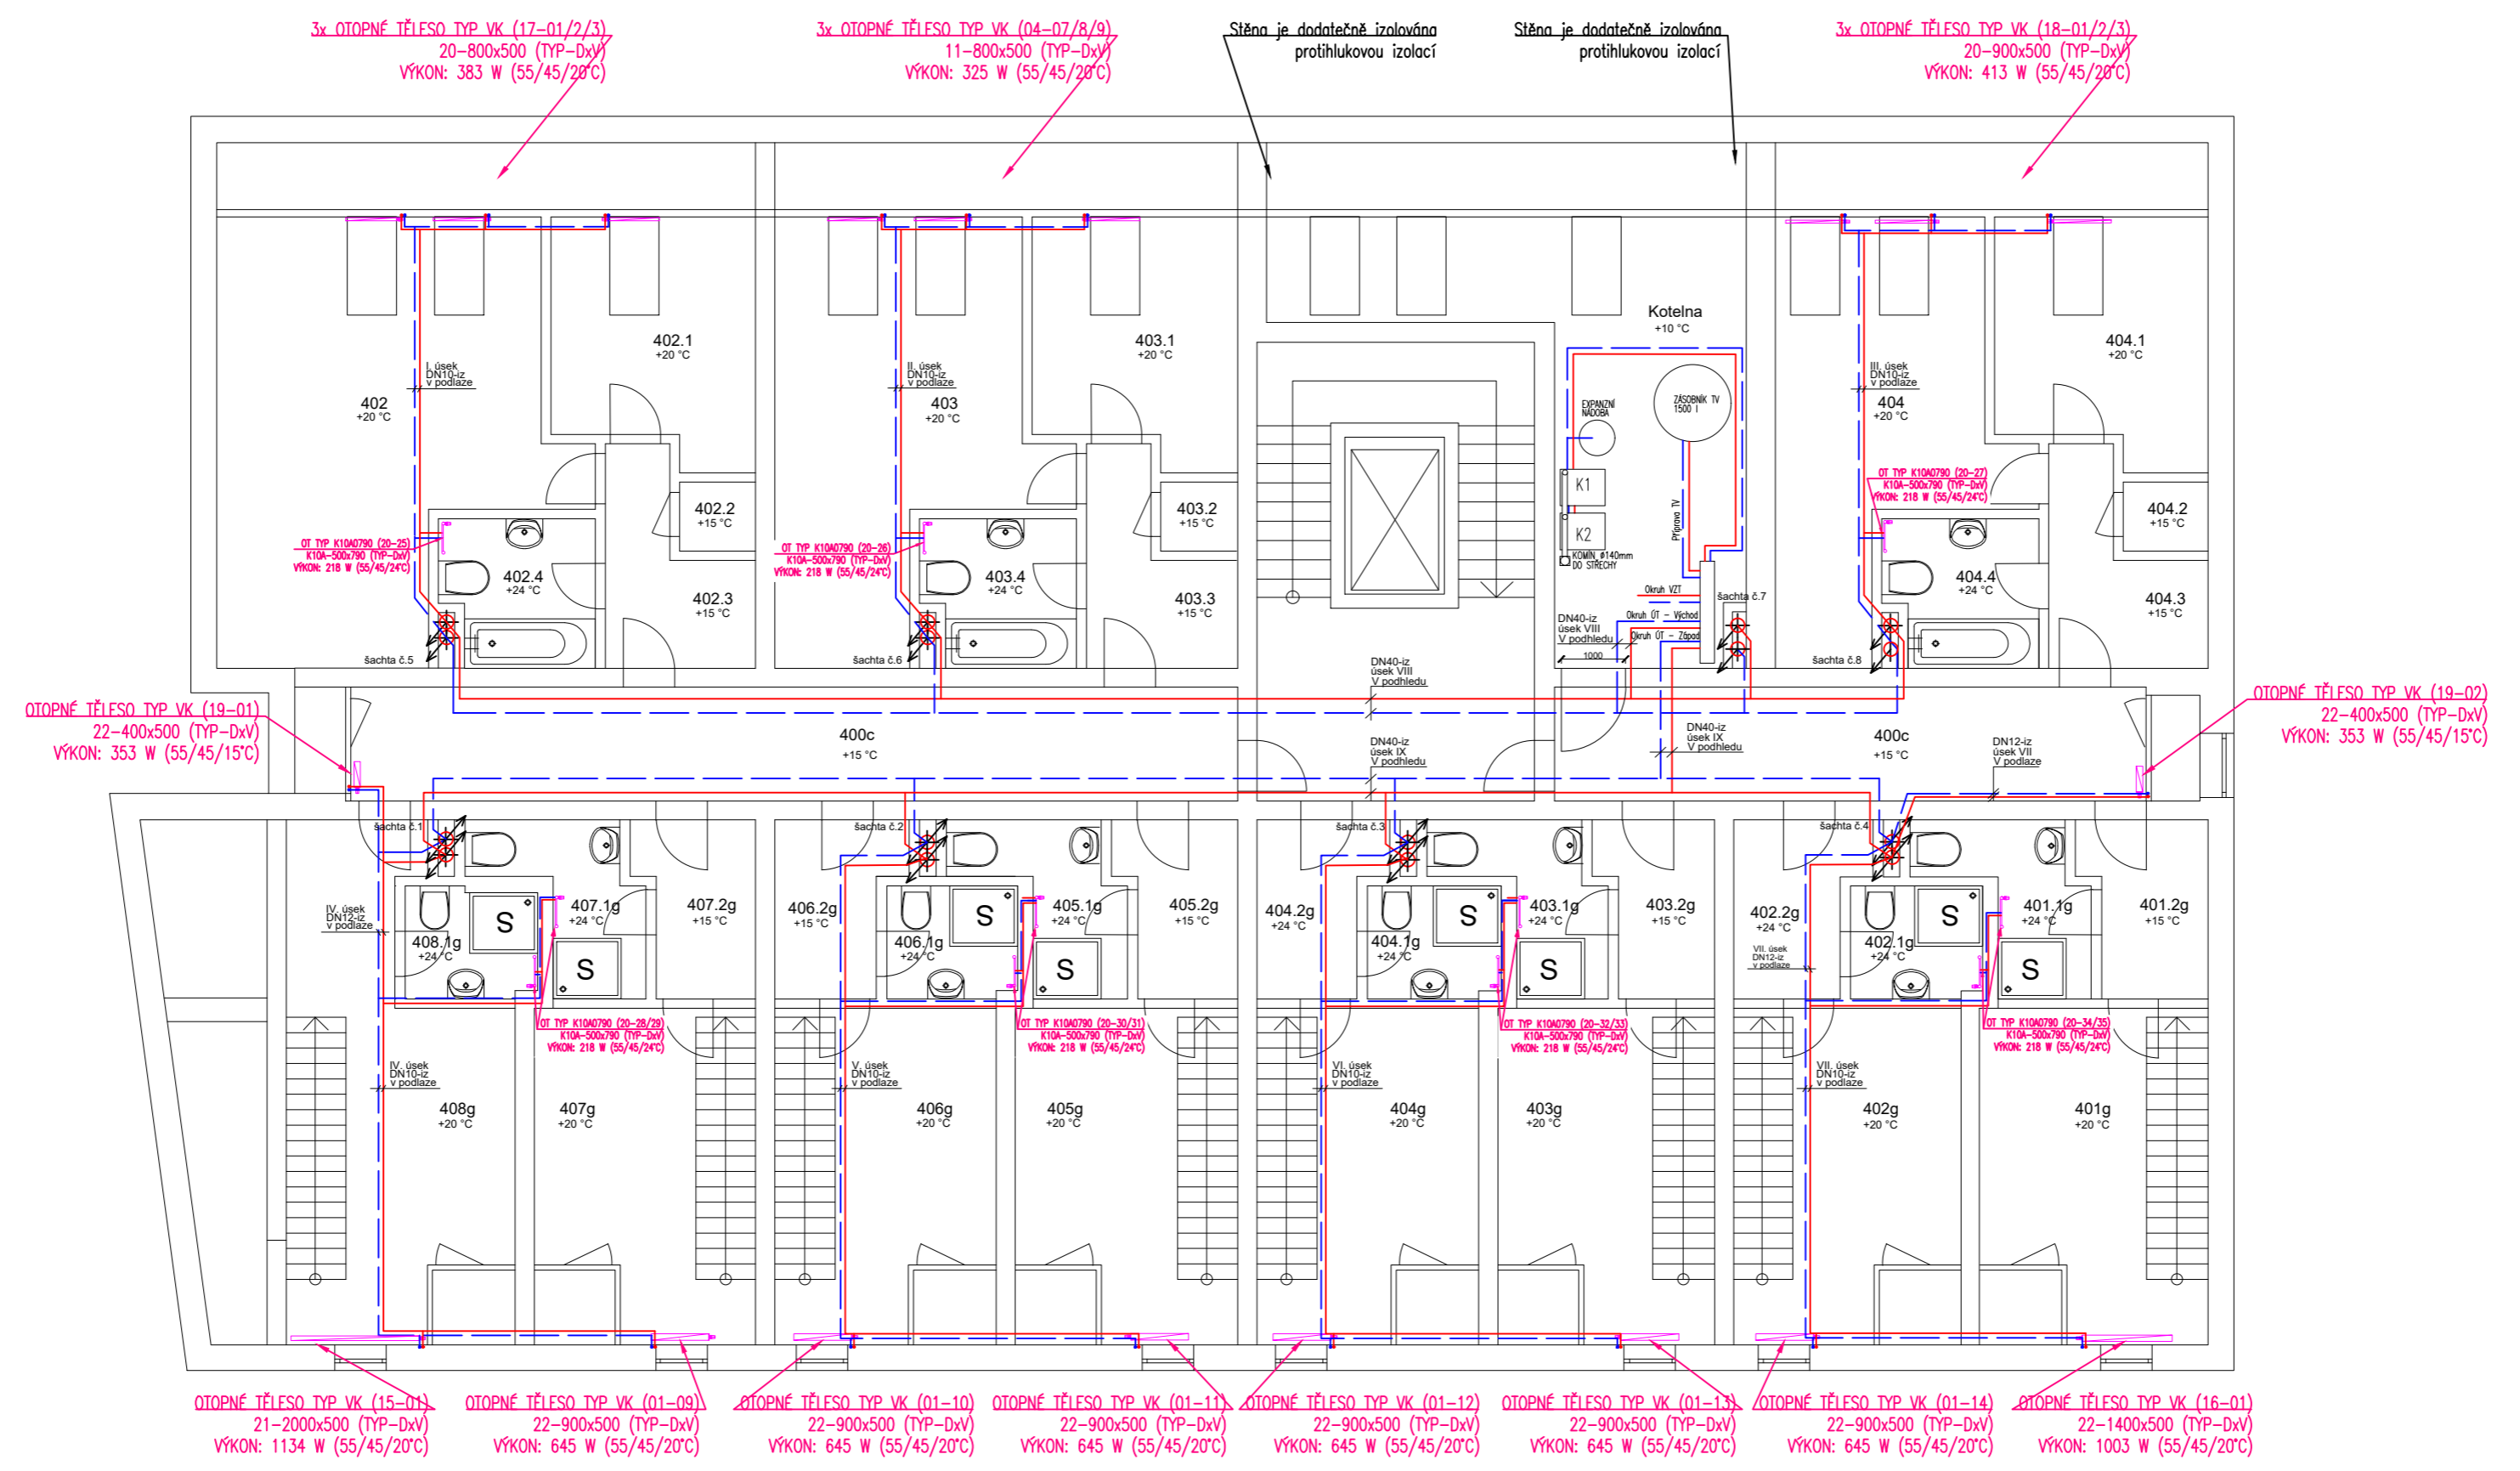 3x OTOPNÉ TĚLESO TYP VK (17-01/2/3)
20-800x500 (TYP-DxV)
VÝKON: 383 W (55/45/20°C)
3x OTOPNÉ TĚLESO TYP VK (04-07/8/9)
11-800x500 (TYP-DxV)
VÝKON: 325 W (55/45/20°C)
Stěna je dodatečně izolována
protihlukovou izolací
Stěna je dodatečně izolována
protihlukovou izolací
3x OTOPNÉ TĚLESO TYP VK (18-01/2/3)
20-900x500 (TYP-DxV)
VÝKON: 413 W (55/45/20°C)
402.1
+20 °C
I. úsek
DN10-iz
v podlaze
402
+20 °C
402.2
+15 °C
OT TYP K10A0790 (20-25)
K10A-500x790 (TYP-DxV)
VÝKON: 218 W (55/45/24°C)
402.4
+24 °C
402.3
+15 °C
šachta č.5
403.1
+20 °C
II. úsek
DN10-iz
v podlaze
403
+20 °C
403.2
+15 °C
OT TYP K10A0790 (20-26)
K10A-500x790 (TYP-DxV)
VÝKON: 218 W (55/45/24°C)
403.4
+24 °C
403.3
+15 °C
šachta č.6
Kotelna
+10 °C
EXPANZNÍ
NÁDOBA
ZÁSOBNÍK TV
1500 l
K1
K2
KOMÍN ø140mm
DO STŘECHY
Příprava TV
Okruh VZT
Okruh ÚT - Východ
Okruh ÚT - Západ
šachta č.7
DN40-iz
úsek VIII
V podhledu
1000
404.1
+20 °C
III. úsek
DN10-iz
v podlaze
404
+20 °C
OT TYP K10A0790 (20-27)
K10A-500x790 (TYP-DxV)
VÝKON: 218 W (55/45/24°C)
404.2
+15 °C
404.4
+24 °C
404.3
+15 °C
šachta č.8
OTOPNÉ TĚLESO TYP VK (19-01)
22-400x500 (TYP-DxV)
VÝKON: 353 W (55/45/15°C)
DN40-iz
úsek VIII
V podhledu
400c
+15 °C
DN40-iz
úsek IX
V podhledu
DN40-iz
úsek IX
V podhledu
400c
+15 °C
DN12-iz
úsek VII
V podlaze
OTOPNÉ TĚLESO TYP VK (19-02)
22-400x500 (TYP-DxV)
VÝKON: 353 W (55/45/15°C)
šachta č.1
šachta č.2
šachta č.3
šachta č.4
IV. úsek
DN12-iz
v podlaze
S
407.1g
+24 °C
407.2g
+15 °C
408.1g
+24 °C
S
406.2g
+15 °C
S
405.1g
+24 °C
405.2g
+15 °C
406.1g
+24 °C
S
404.2g
+24 °C
S
403.1g
+24 °C
403.2g
+15 °C
404.1g
+24 °C
S
402.2g
+24 °C
VII. úsek
DN12-iz
v podlaze
S
401.1g
+24 °C
401.2g
+15 °C
402.1g
+24 °C
S
OT TYP K10A0790 (20-28/29)
K10A-500x790 (TYP-DxV)
VÝKON: 218 W (55/45/24°C)
OT TYP K10A0790 (20-30/31)
K10A-500x790 (TYP-DxV)
VÝKON: 218 W (55/45/24°C)
OT TYP K10A0790 (20-32/33)
K10A-500x790 (TYP-DxV)
VÝKON: 218 W (55/45/24°C)
OT TYP K10A0790 (20-34/35)
K10A-500x790 (TYP-DxV)
VÝKON: 218 W (55/45/24°C)
IV. úsek
DN10-iz
v podlaze
V. úsek
DN10-iz
v podlaze
VI. úsek
DN10-iz
v podlaze
VII. úsek
DN10-iz
v podlaze
408g
+20 °C
407g
+20 °C
406g
+20 °C
405g
+20 °C
404g
+20 °C
403g
+20 °C
402g
+20 °C
401g
+20 °C
OTOPNÉ TĚLESO TYP VK (15-01)
21-2000x500 (TYP-DxV)
VÝKON: 1134 W (55/45/20°C)
OTOPNÉ TĚLESO TYP VK (01-09)
22-900x500 (TYP-DxV)
VÝKON: 645 W (55/45/20°C)
OTOPNÉ TĚLESO TYP VK (01-10)
22-900x500 (TYP-DxV)
VÝKON: 645 W (55/45/20°C)
OTOPNÉ TĚLESO TYP VK (01-11)
22-900x500 (TYP-DxV)
VÝKON: 645 W (55/45/20°C)
OTOPNÉ TĚLESO TYP VK (01-12)
22-900x500 (TYP-DxV)
VÝKON: 645 W (55/45/20°C)
OTOPNÉ TĚLESO TYP VK (01-13)
22-900x500 (TYP-DxV)
VÝKON: 645 W (55/45/20°C)
OTOPNÉ TĚLESO TYP VK (01-14)
22-900x500 (TYP-DxV)
VÝKON: 645 W (55/45/20°C)
OTOPNÉ TĚLESO TYP VK (16-01)
22-1400x500 (TYP-DxV)
VÝKON: 1003 W (55/45/20°C)